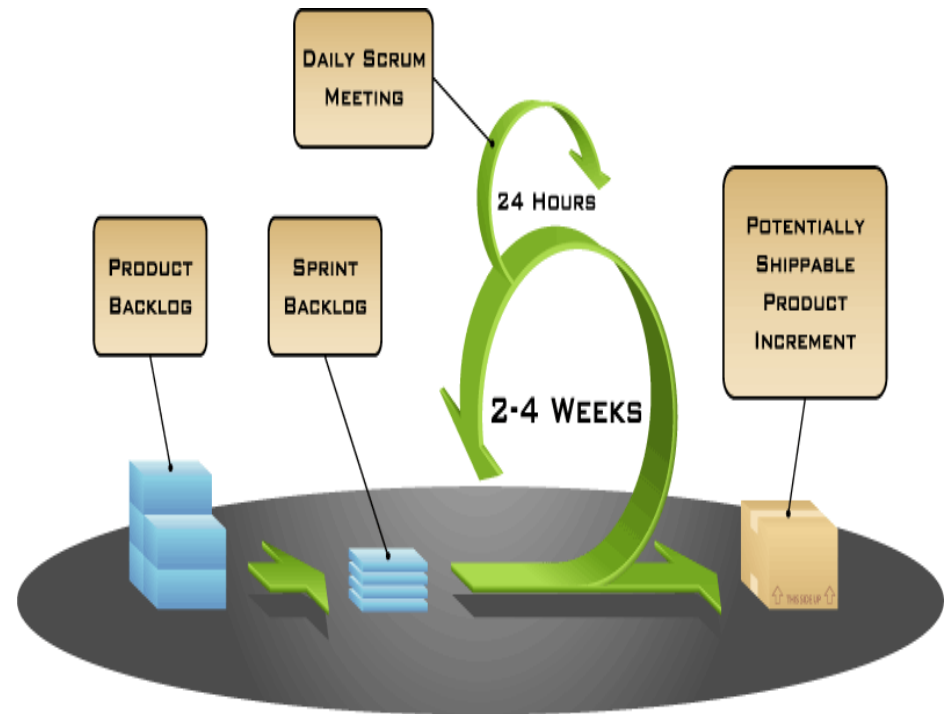 Daily Scrum
Meeting
24 Hours
Product
Backlog
Sprint
Backlog
Potentially
Shippable
Product
Increment
2-4 Weeks
THIS SIDE UP